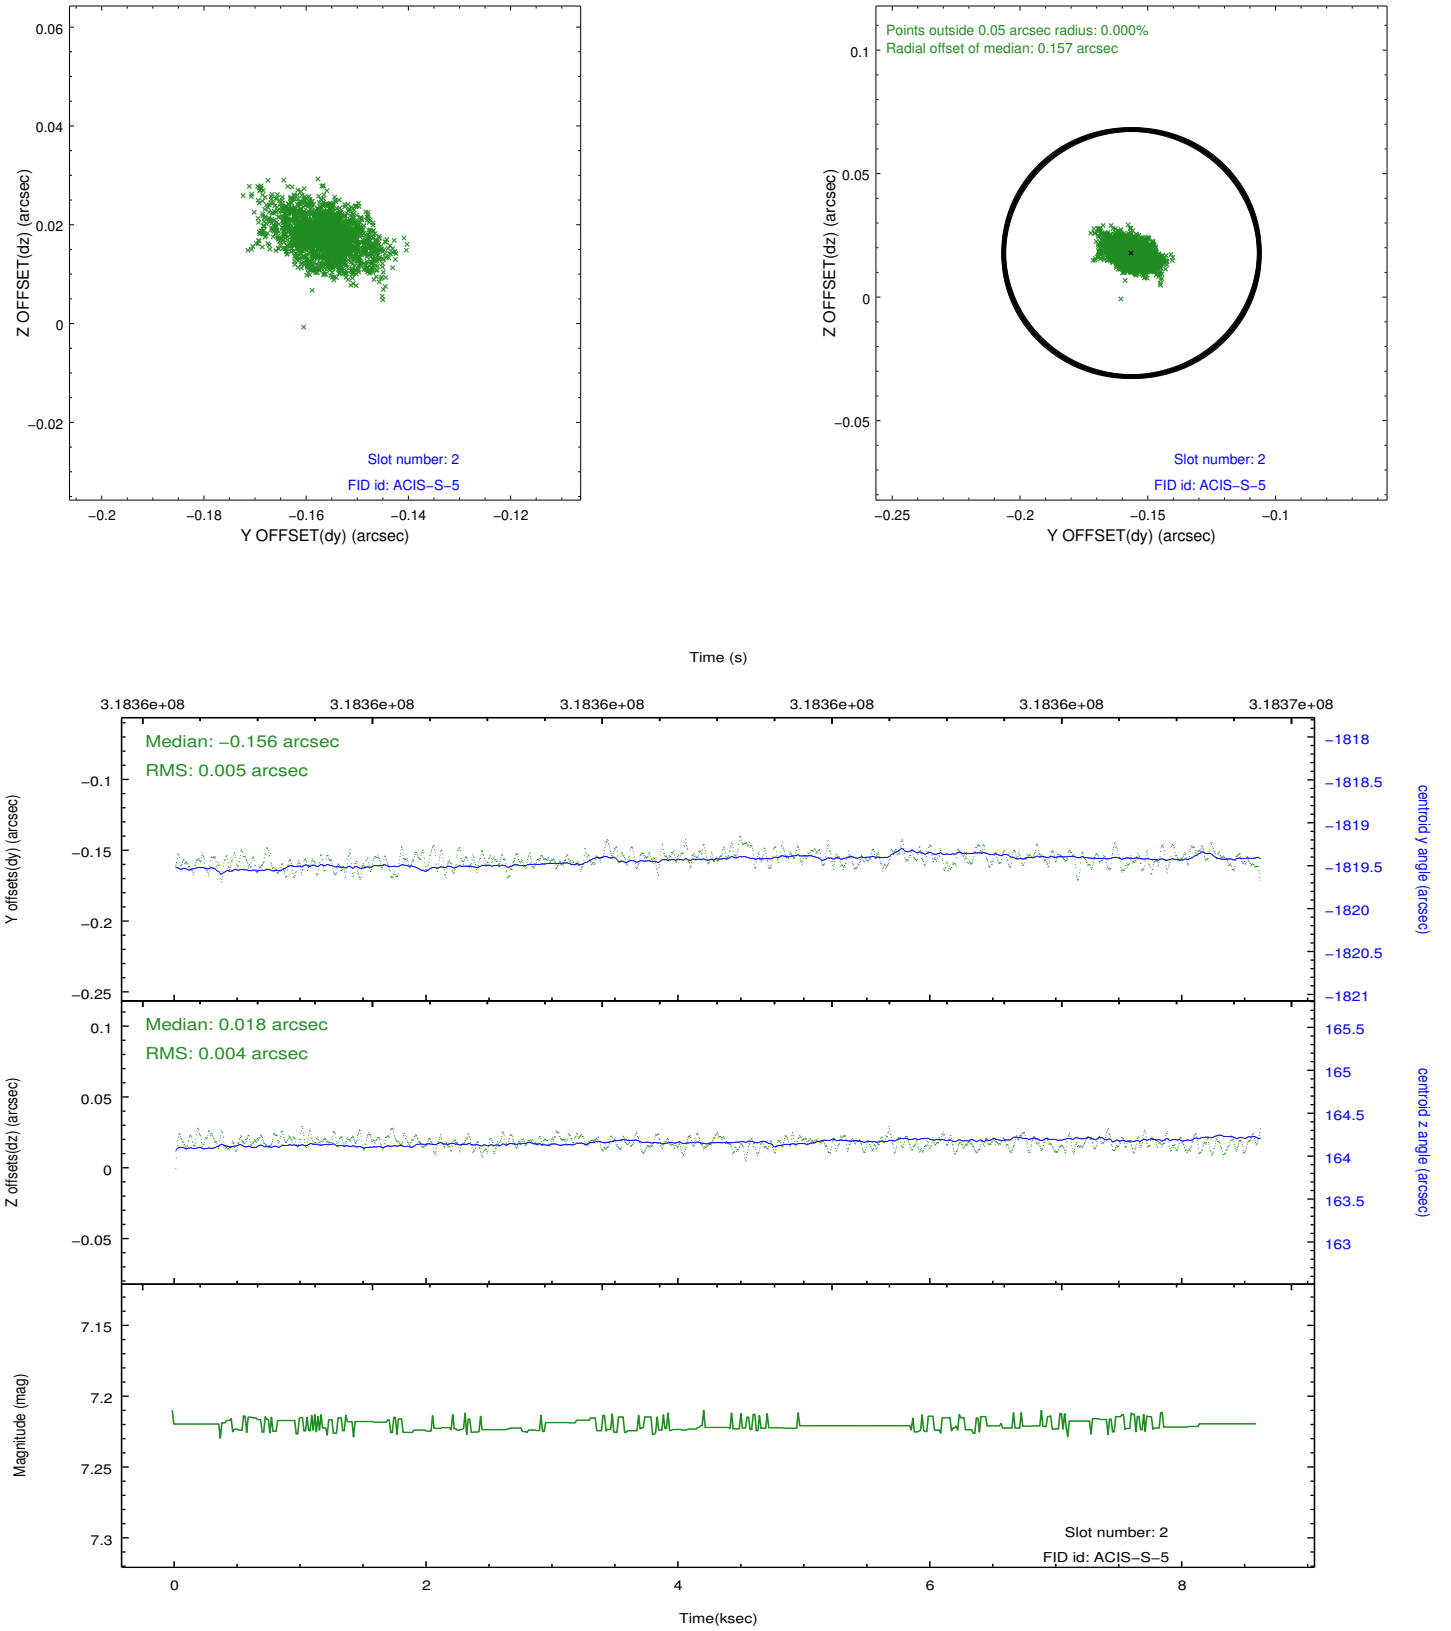 0.06
0.04
0.02
0
−0.02
Z OFFSET(dz) (arcsec)
Slot number: 2
FID id: ACIS−S−5
−0.2 −0.18 −0.16 −0.14 −0.12
Y OFFSET(dy) (arcsec)
Points outside 0.05 arcsec radius: 0.000%
Radial offset of median: 0.157 arcsec
0.1
0.05
0
−0.05
Z OFFSET(dz) (arcsec)
Slot number: 2
FID id: ACIS−S−5
−0.25 −0.2 −0.15 −0.1
Y OFFSET(dy) (arcsec)
Time (s)
3.1836e+08 3.1836e+08 3.1836e+08 3.1836e+08 3.1836e+08 3.1837e+08
Median: −0.156 arcsec
RMS: 0.005 arcsec
−0.1
−0.15
−0.2
−0.25
Y offsets(dy) (arcsec)
−1818
−1818.5
−1819
−1819.5
−1820
−1820.5
−1821
centroid y angle (arcsec)
Median: 0.018 arcsec
RMS: 0.004 arcsec
0.1
0.05
0
−0.05
Z offsets(dz) (arcsec)
165.5
165
164.5
164
163.5
163
centroid z angle (arcsec)
7.15
7.2
7.25
7.3
Magnitude (mag)
Slot number: 2
FID id: ACIS−S−5
0 2 4 6 8
Time(ksec)